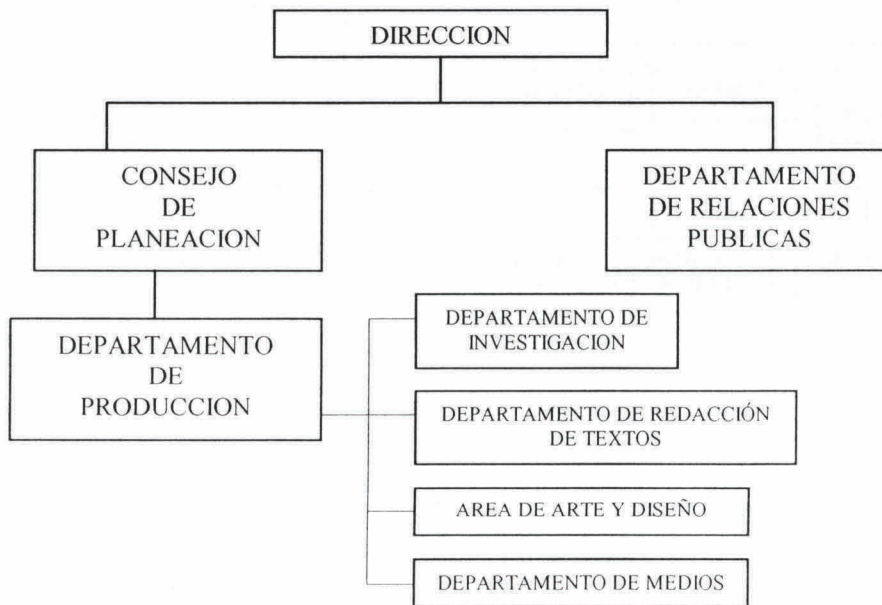 DIRECCION
CONSEJO
DE
PLANEACION
DEPARTAMENTO
DE RELACIONES
PUBLICAS
DEPARTAMENTO
DE
PRODUCCION
DEPARTAMENTO DE
INVESTIGACION
DEPARTAMENTO DE REDACCIÓN
DE TEXTOS
AREA DE ARTE Y DISEÑO
DEPARTAMENTO DE MEDIOS